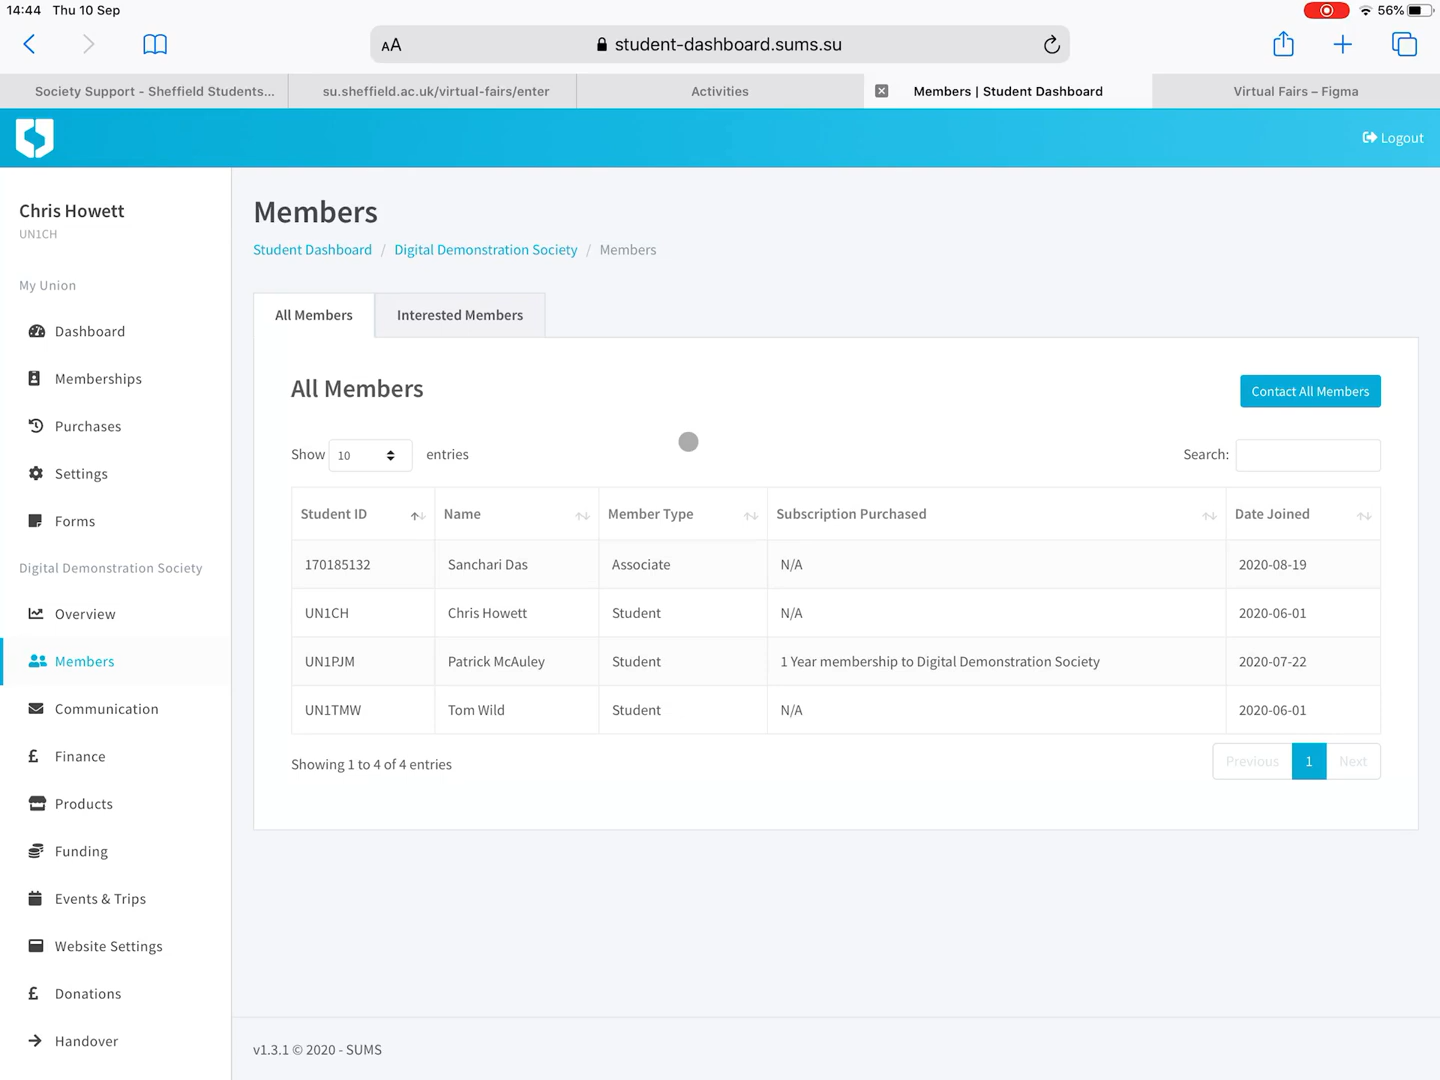 14:44 Thu 10 Sep
56%
AA
student-dashboard.sums.su
Society Support - Sheffield Students...
su.sheffield.ac.uk/virtual-fairs/enter
Activities
Members | Student Dashboard
Virtual Fairs – Figma
Logout
Chris Howett
UN1CH
My Union
Dashboard
Memberships
Purchases
Settings
Forms
Digital Demonstration Society
Overview
Members
Communication
Finance
Products
Funding
Events & Trips
Website Settings
Donations
Handover
Members
Student Dashboard / Digital Demonstration Society / Members
All Members Interested Members
All Members
Contact All Members
Show 10 entries
Search:
Student ID Name Member Type Subscription Purchased Date Joined
170185132 Sanchari Das Associate N/A 2020-08-19
UN1CH Chris Howett Student N/A 2020-06-01
UN1PJM Patrick McAuley Student 1 Year membership to Digital Demonstration Society 2020-07-22
UN1TMW Tom Wild Student N/A 2020-06-01
Showing 1 to 4 of 4 entries
Previous 1 Next
v1.3.1 © 2020 - SUMS